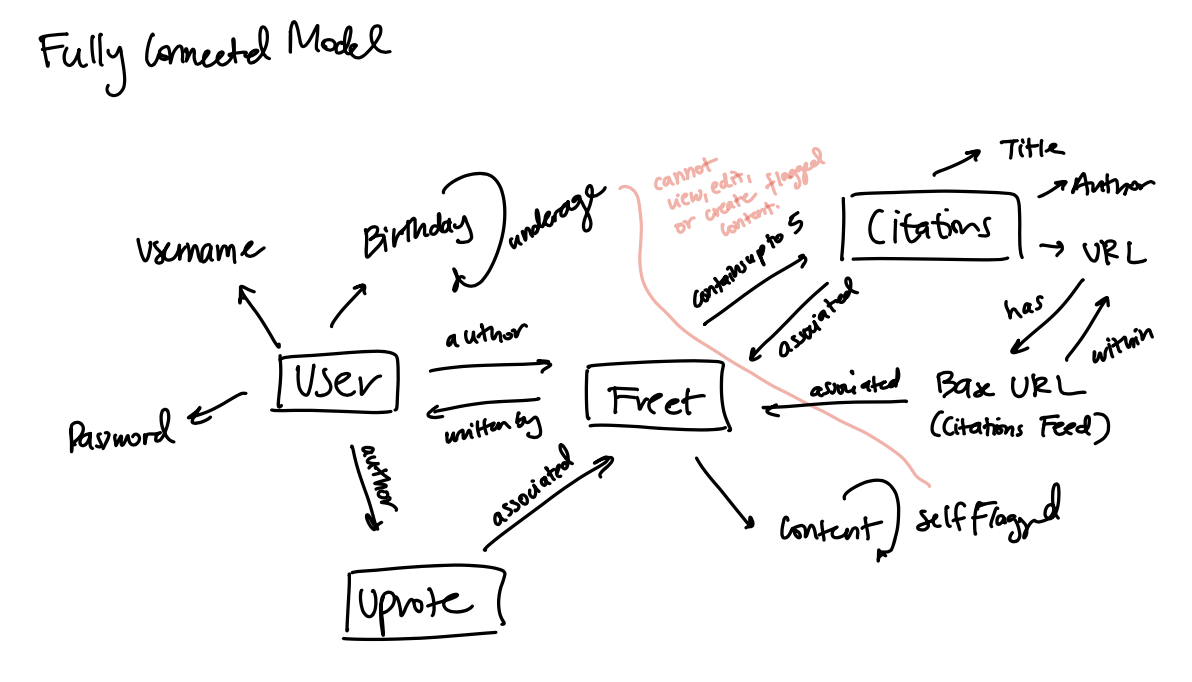 Fully Connected Model
cannot
view, edit,
or create flagged
content.
Title
Author
Citations
URL
Username
Birthday
underage
contains up to 5
associated
has
within
author
User
Freet
written by
associated
Base URL
(Citations Feed)
Password
author
associated
content
selfFlagged
Upvote